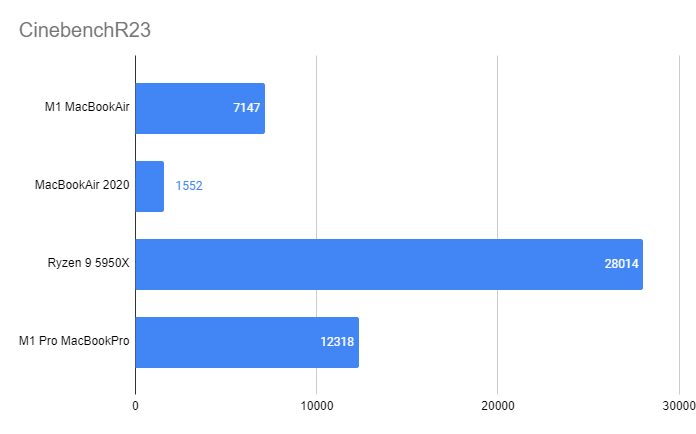 CinebenchR23
M1 MacBookAir
7147
MacBookAir 2020
1552
Ryzen 9 5950X
28014
M1 Pro MacBookPro
12318
0
10000
20000
30000